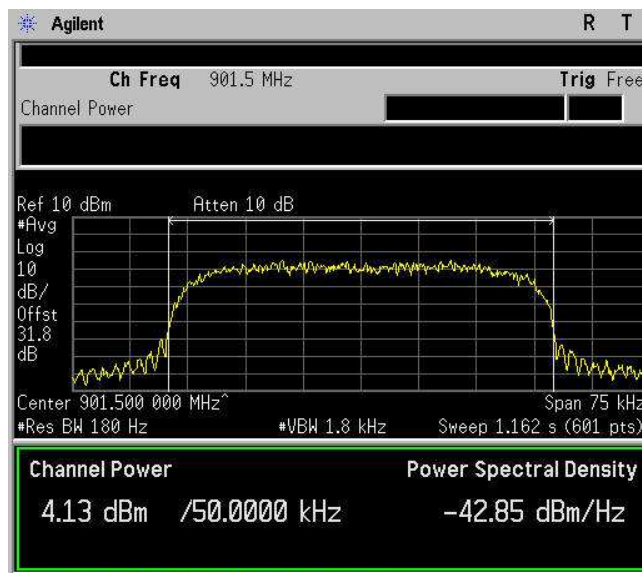 Agilent R T
Ch Freq 901.5 MHz Trig Free
Channel Power
Ref 10 dBm Atten 10 dB
#Avg
Log
10
dB/
Offst
31.8
dB
Center 901.500 000 MHz^ Span 75 kHz
#Res BW 180 Hz #VBW 1.8 kHz Sweep 1.162 s (601 pts)
Channel Power Power Spectral Density
4.13 dBm /50.0000 kHz -42.85 dBm/Hz